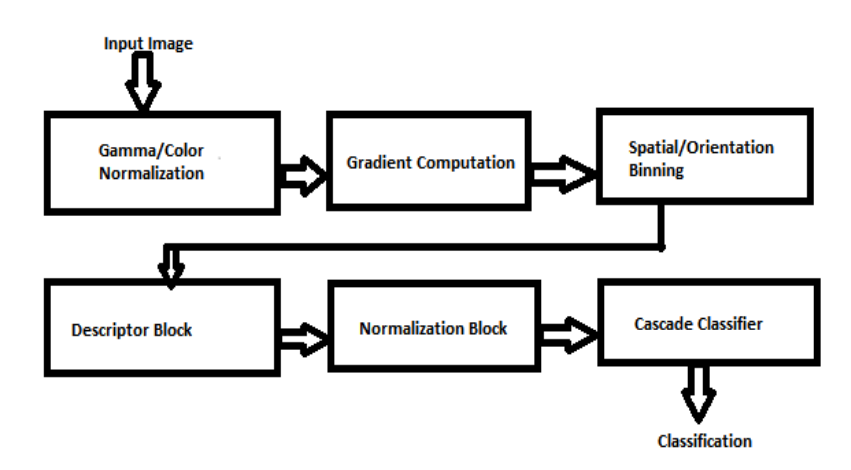 Input Image
Gamma/Color
Normalization
Gradient Computation
Spatial/Orientation
Binning
Descriptor Block
Normalization Block
Cascade Classifier
Classification